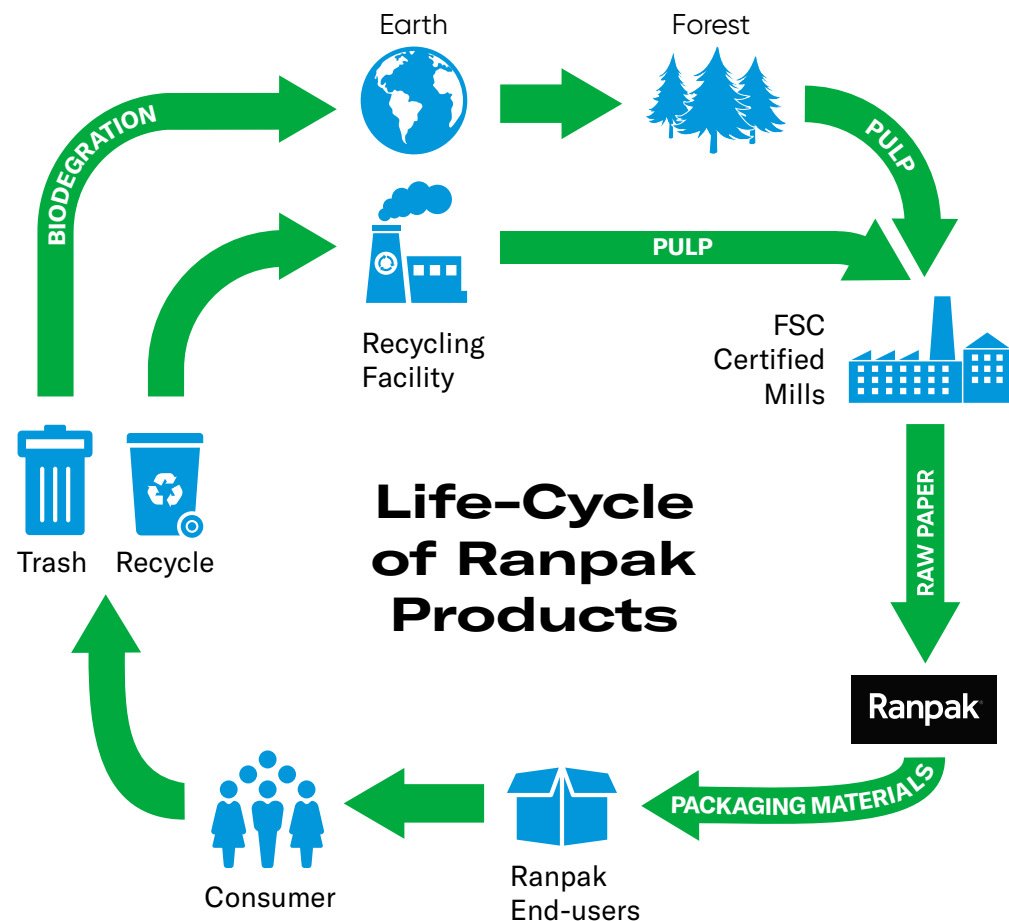 Earth
Forest
BIODEGRATION
PULP
PULP
Recycling
Facility
FSC
Certified
Mills
Life-Cycle
of Ranpak
Products
Trash
Recycle
RAW PAPER
Ranpak
PACKAGING MATERIALS
Consumer
Ranpak
End-users